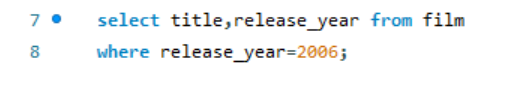 7 select title,release_year from film
8 where release_year=2006;